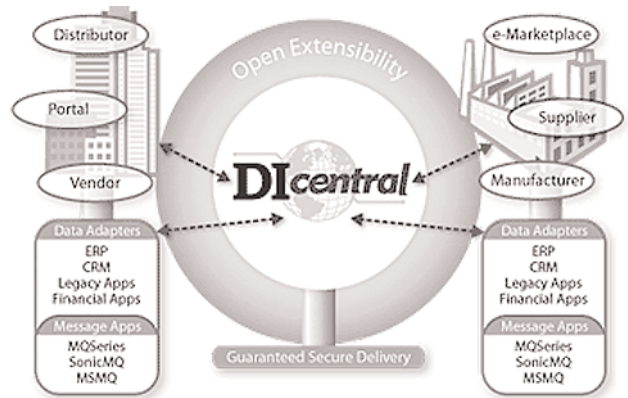 Distributor
Portal
Vendor
Data Adapters
ERP
CRM
Legacy Apps
Financial Apps
Message Apps
MQSeries
SonicMQ
MSMQ
Open Extensibility
DIcentral
Guaranteed Secure Delivery
e-Marketplace
Supplier
Manufacturer
Data Adapters
ERP
CRM
Legacy Apps
Financial Apps
Message Apps
MQSeries
SonicMQ
MSMQ